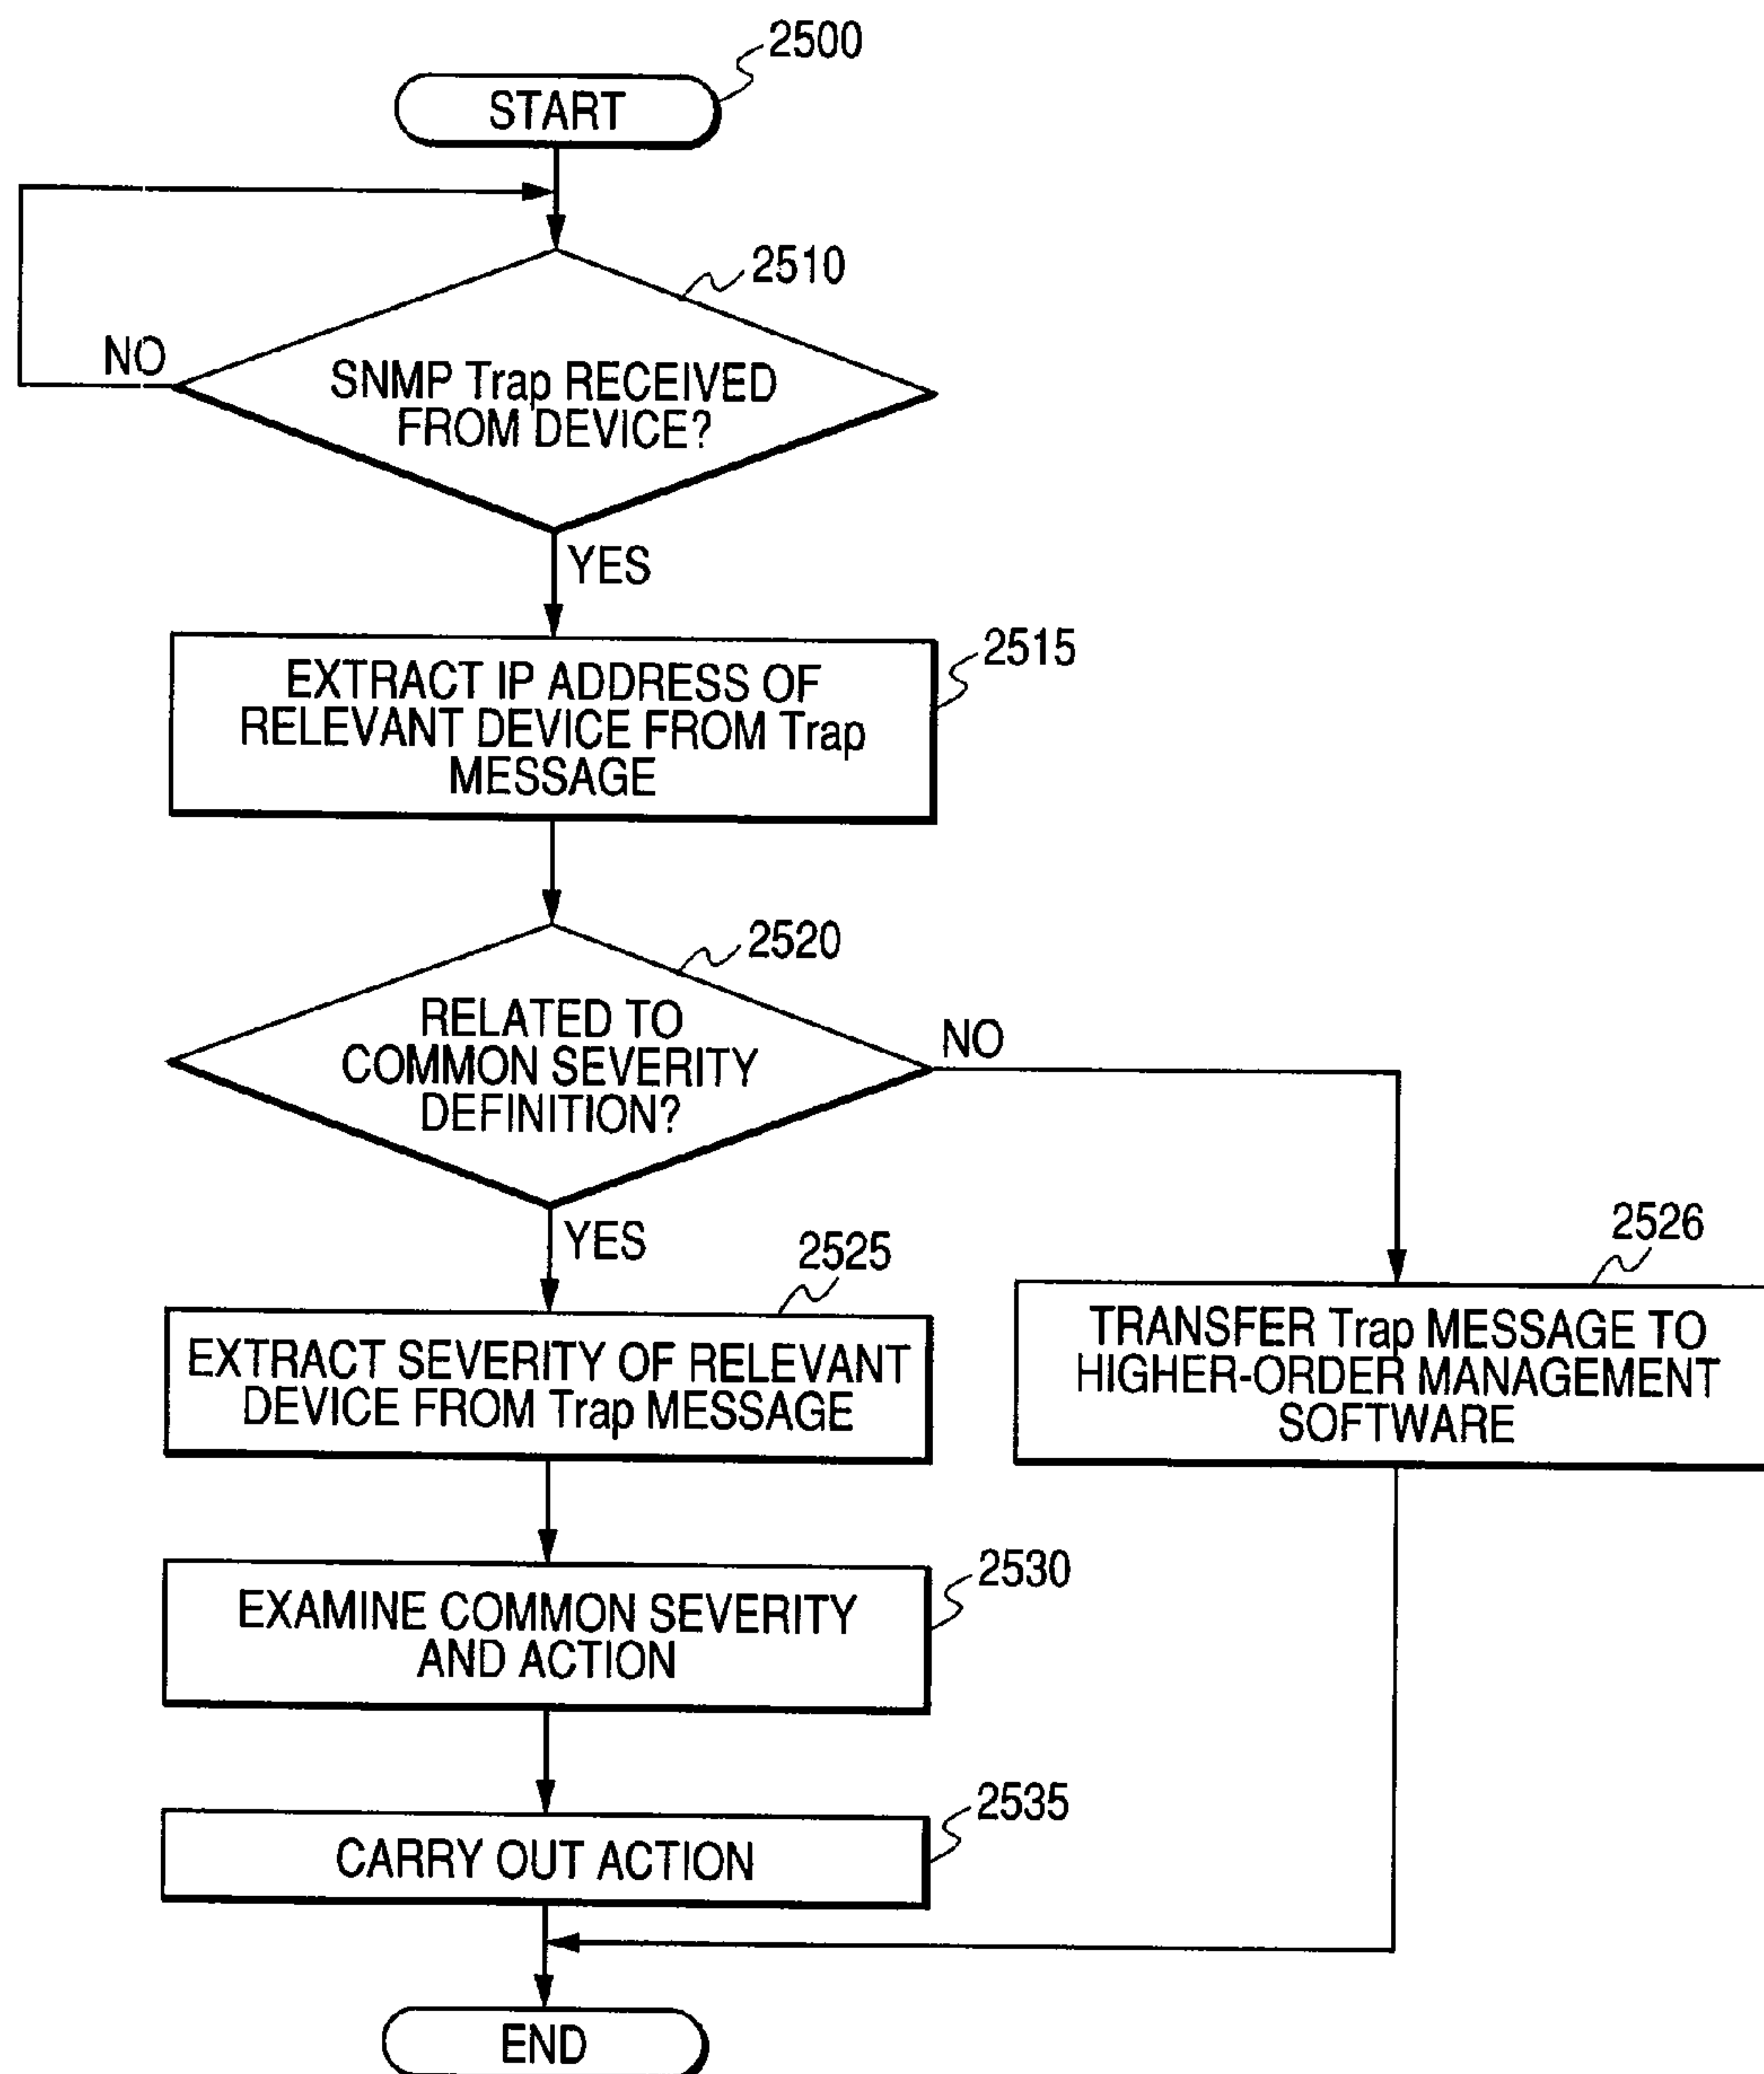 2500
START
2510
NO
SNMP Trap RECEIVED
FROM DEVICE?
YES
2515
EXTRACT IP ADDRESS OF
RELEVANT DEVICE FROM Trap
MESSAGE
2520
RELATED TO
COMMON SEVERITY
DEFINITION?
NO
YES
2525
2526
EXTRACT SEVERITY OF RELEVANT
DEVICE FROM Trap MESSAGE
TRANSFER Trap MESSAGE TO
HIGHER-ORDER MANAGEMENT
SOFTWARE
2530
EXAMINE COMMON SEVERITY
AND ACTION
2535
CARRY OUT ACTION
END